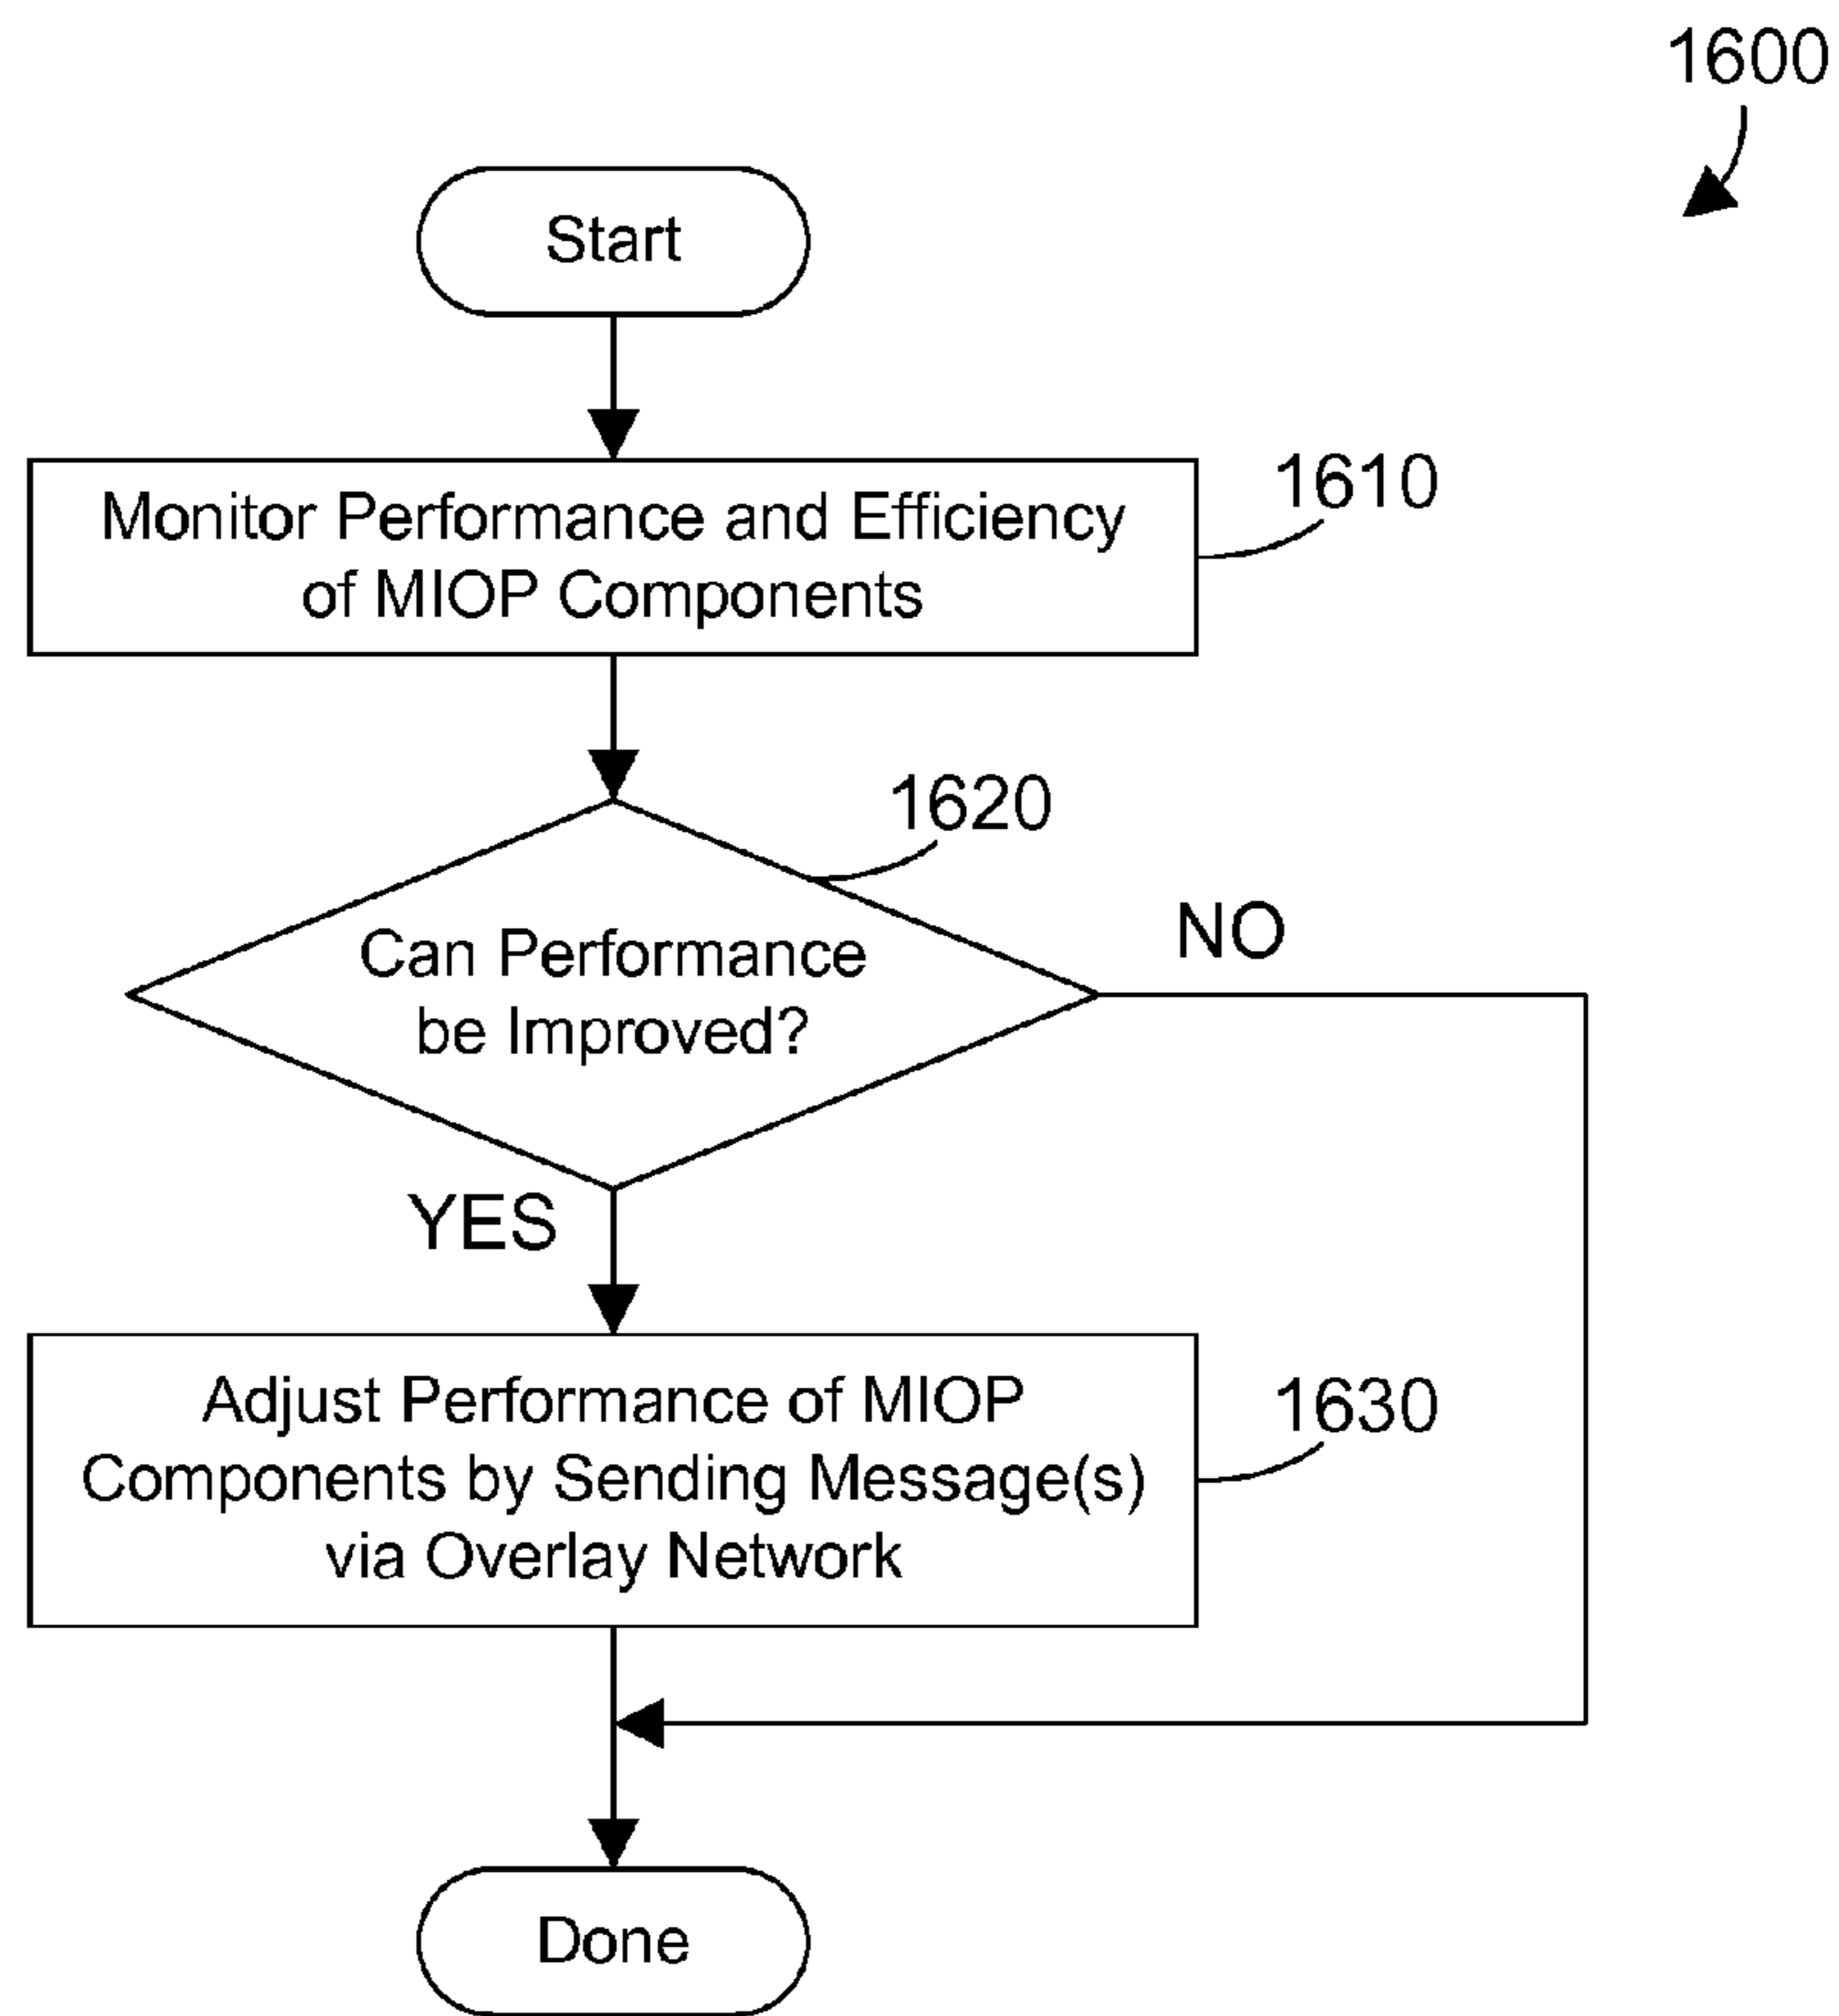 1600
Start
Monitor Performance and Efficiency
of MIOP Components
1610
1620
Can Performance
be Improved?
NO
YES
Adjust Performance of MIOP
Components by Sending Message(s)
via Overlay Network
1630
Done